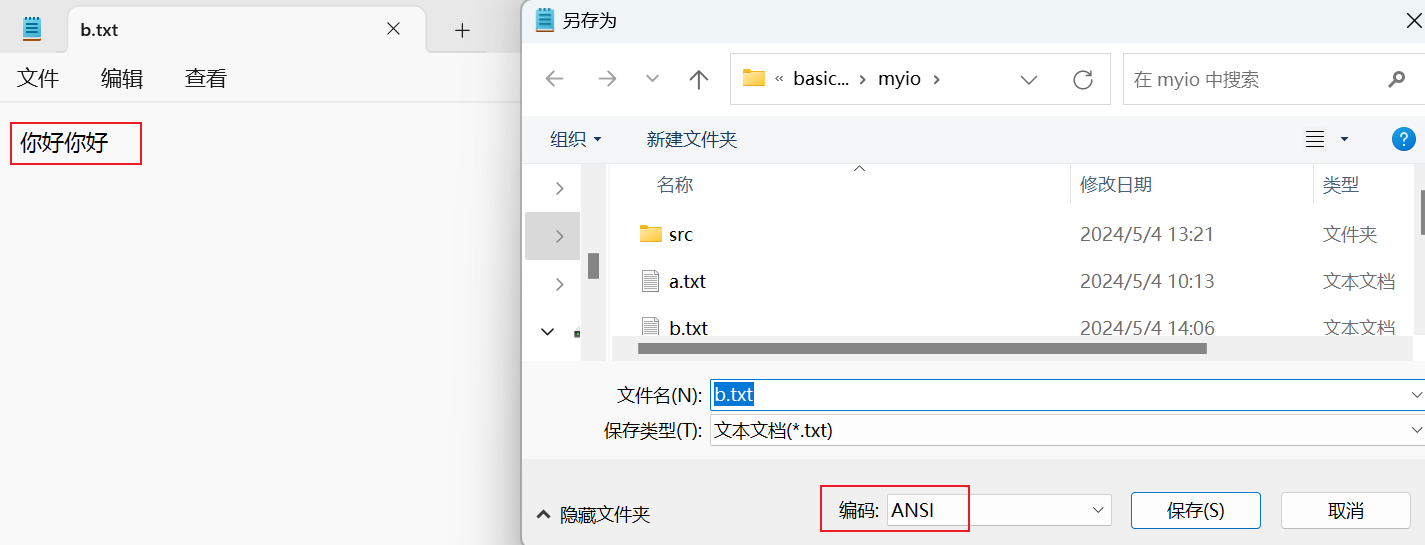 b.txt
文件 编辑 查看
你好你好
另存为
« basic... › myio ›
在 myio 中搜索
组织 新建文件夹
?
名称 修改日期 类型
src 2024/5/4 13:21 文件夹
a.txt 2024/5/4 10:13 文本文档
b.txt 2024/5/4 14:06 文本文档
文件名(N): b.txt
保存类型(T): 文本文档(*.txt)
隐藏文件夹 编码: ANSI 保存(S) 取消